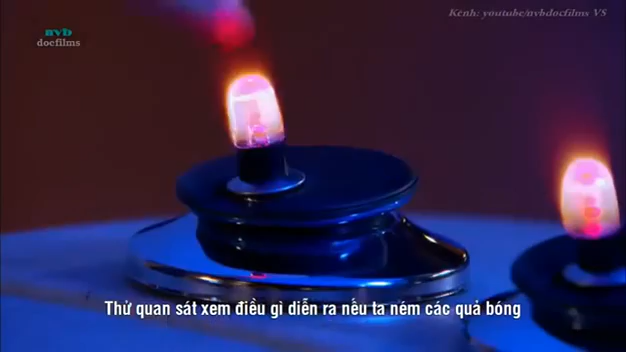 Kênh: youtube/nvbdocfilms VS
nvb
docfilms
Thử quan sát xem điều gì diễn ra nếu ta ném các quả bóng